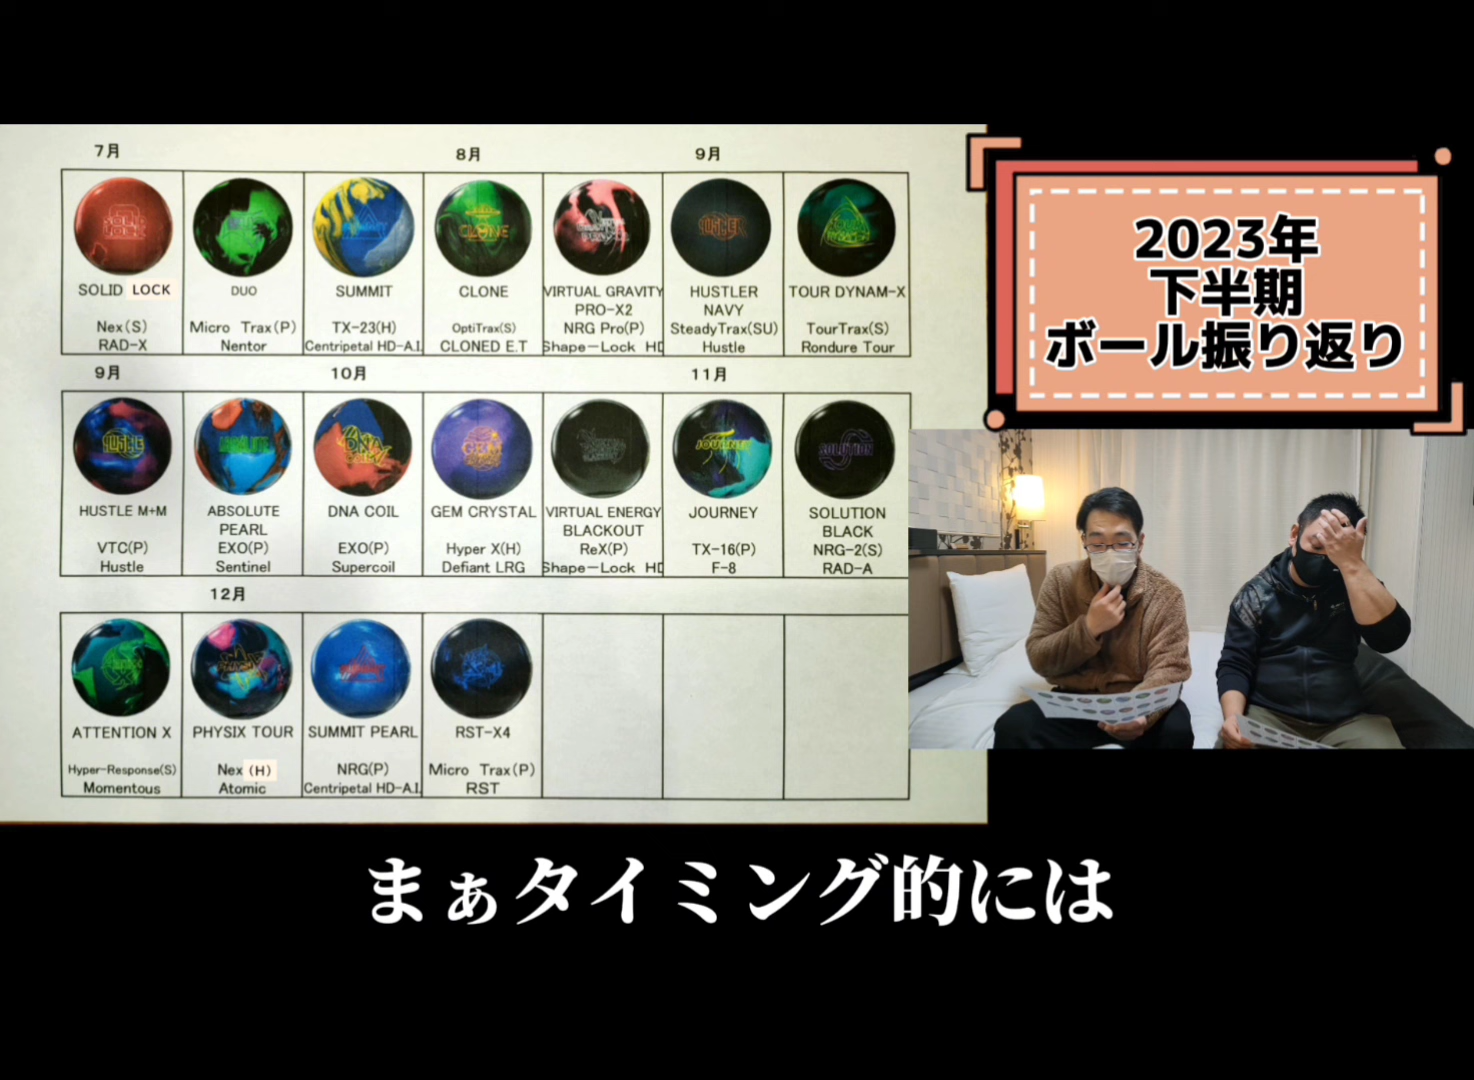 7月
8月
9月
SOLID LOCK
DUO
SUMMIT
CLONE
VIRTUAL GRAVITY
HUSTLER
TOUR DYNAM-X
PRO-X2
NAVY
Nex(S)
Micro Trax(P)
TX-23(H)
OptiTrax(S)
NRG Pro(P)
SteadyTrax(SU)
TourTrax(S)
RAD-X
Nentor
Centripetal HD-A.I.
CLONED E.T
Shape-Lock HD
Hustle
Rondure Tour
9月
10月
11月
HUSTLE
ABSOLUTE
DNA
GEM
JOURNEY
SOLUTION
HUSTLE M+M
ABSOLUTE
DNA COIL
GEM CRYSTAL
VIRTUAL ENERGY
JOURNEY
SOLUTION
PEARL
BLACKOUT
BLACK
VTC(P)
EXO(P)
EXO(P)
Hyper X(H)
ReX(P)
TX-16(P)
NRG-2(S)
Hustle
Sentinel
Supercoil
Defiant LRG
Shape-Lock HD
F-8
RAD-A
12月
ATTENTION X
PHYSIX TOUR
SUMMIT PEARL
RST-X4
Hyper-Response(S)
Nex (H)
NRG(P)
Micro Trax(P)
Momentous
Atomic
Centripetal HD-A.I.
RST
2023年
下半期
ボール振り返り
まぁタイミング的には